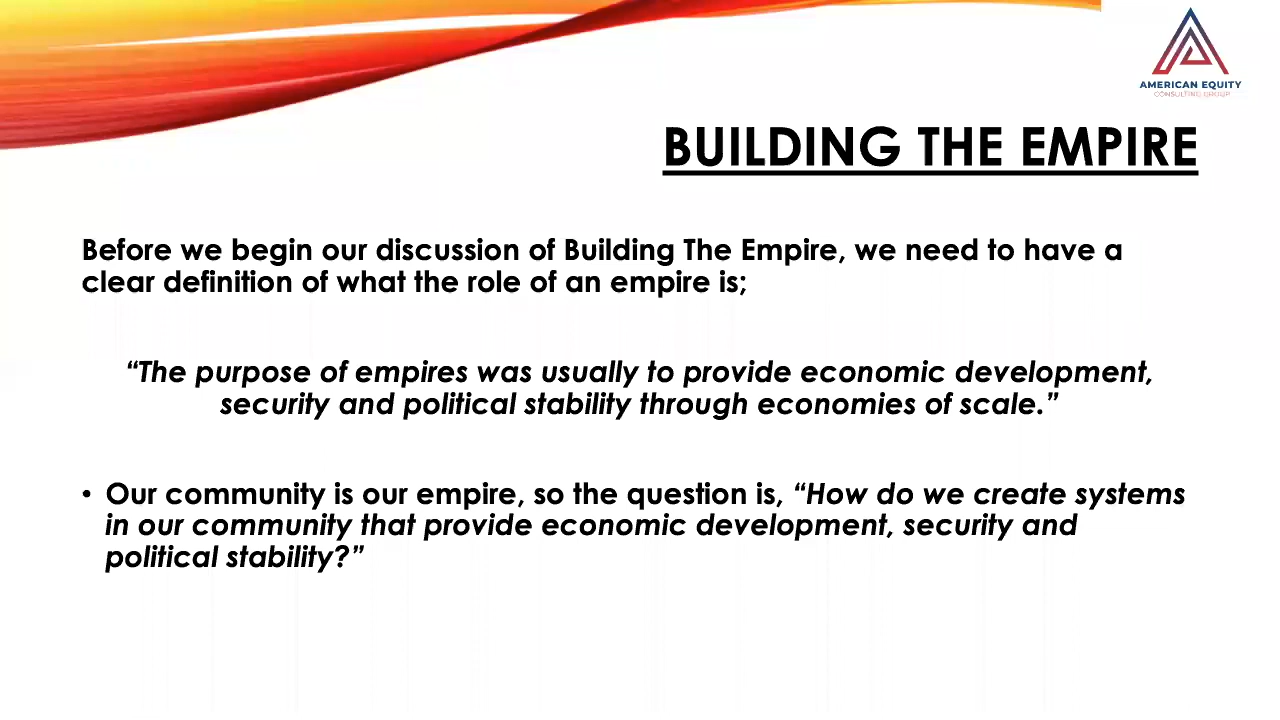 AMERICAN EQUITY
CONSULTING GROUP
BUILDING THE EMPIRE
Before we begin our discussion of Building The Empire, we need to have a
clear definition of what the role of an empire is;
“The purpose of empires was usually to provide economic development,
security and political stability through economies of scale.”
• Our community is our empire, so the question is, “How do we create systems
in our community that provide economic development, security and
political stability?”